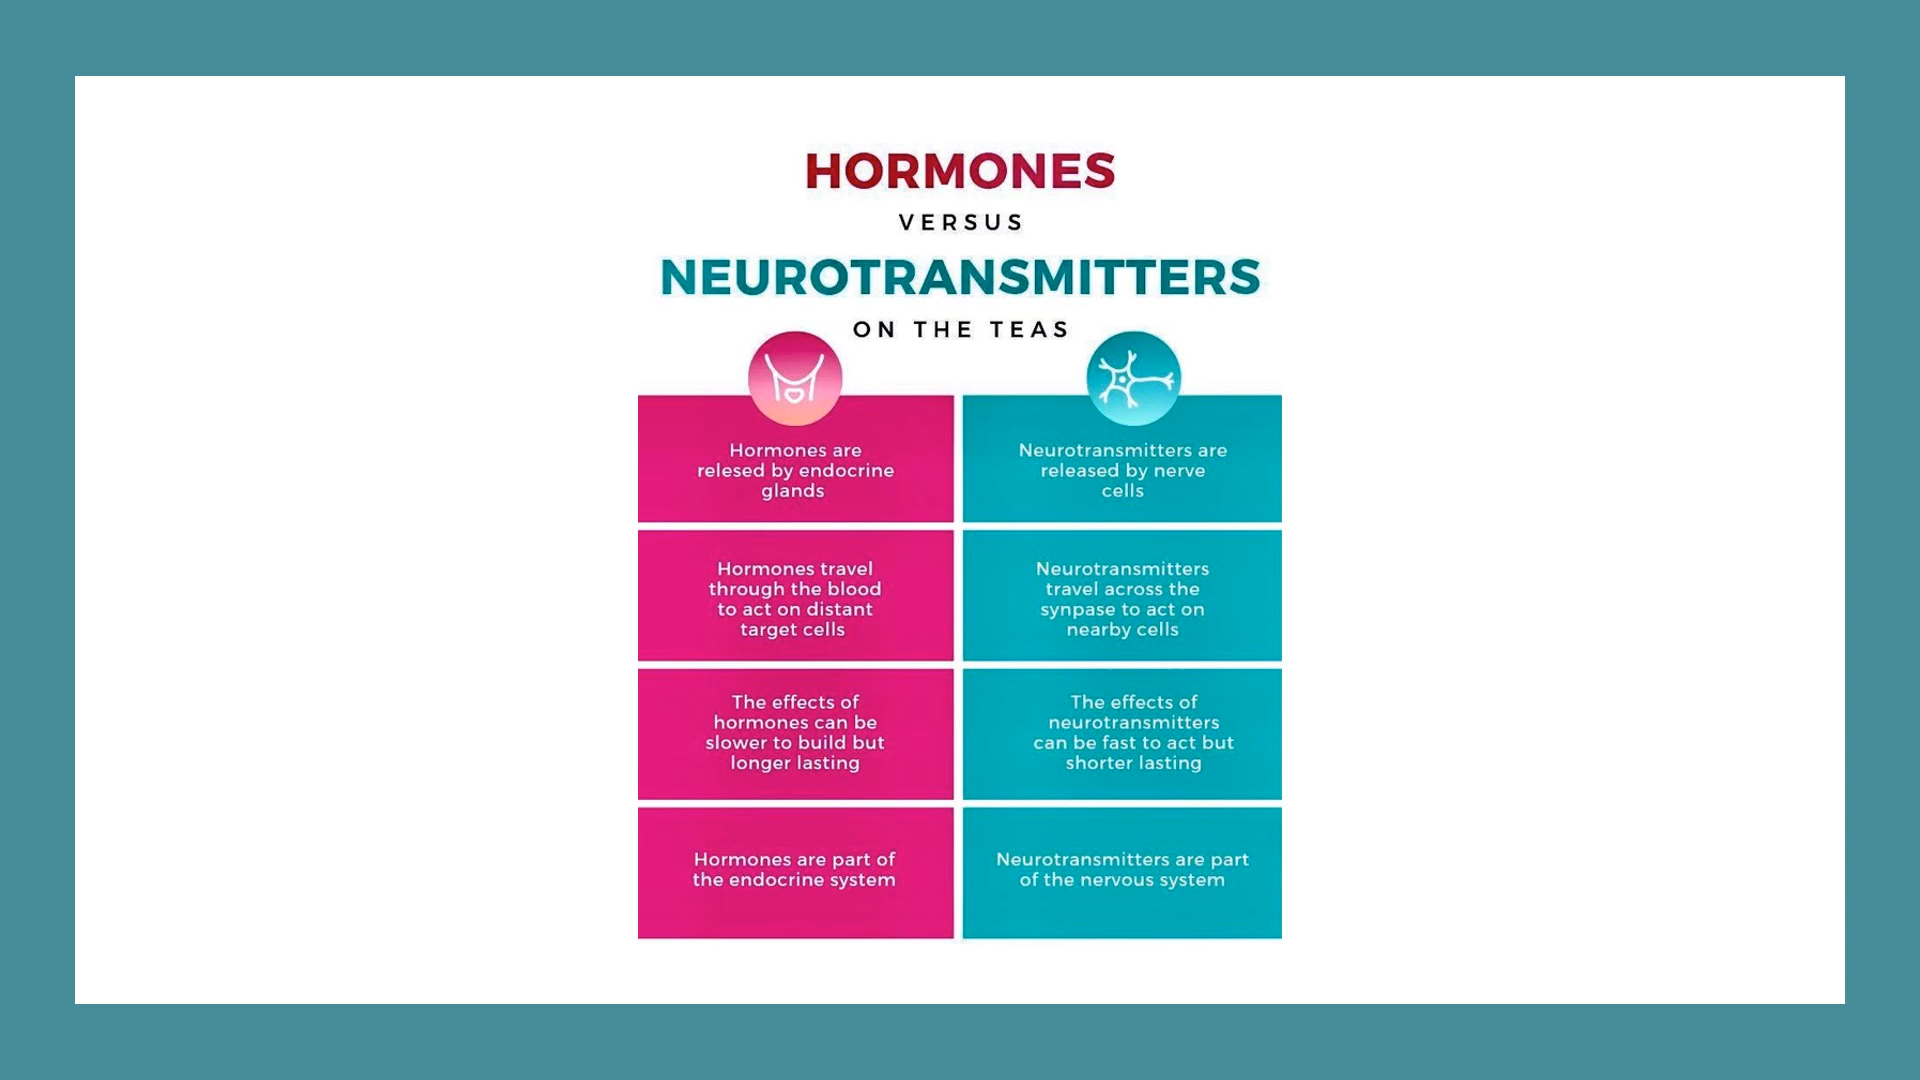 HORMONES
VERSUS
NEUROTRANSMITTERS
ON THE TEAS
Hormones are
relesed by endocrine
glands
Neurotransmitters are
released by nerve
cells
Hormones travel
through the blood
to act on distant
target cells
Neurotransmitters
travel across the
synpase to act on
nearby cells
The effects of
hormones can be
slower to build but
longer lasting
The effects of
neurotransmitters
can be fast to act but
shorter lasting
Hormones are part of
the endocrine system
Neurotransmitters are part
of the nervous system